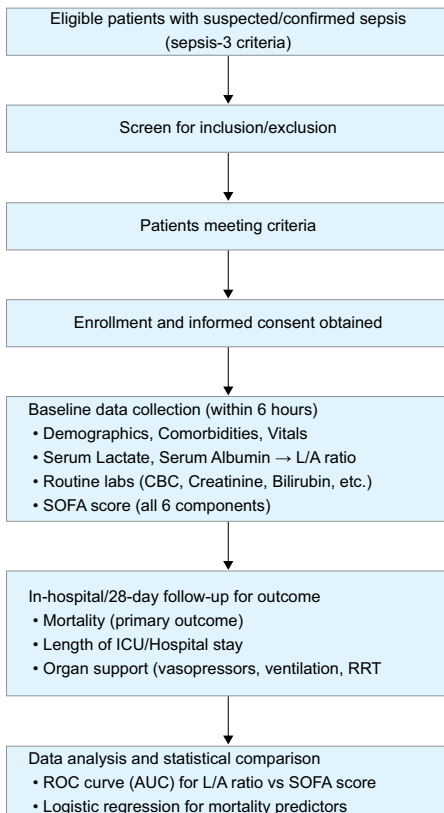 Eligible patients with suspected/confirmed sepsis
(sepsis-3 criteria)
Screen for inclusion/exclusion
Patients meeting criteria
Enrollment and informed consent obtained
Baseline data collection (within 6 hours)
• Demographics, Comorbidities, Vitals
• Serum Lactate, Serum Albumin → L/A ratio
• Routine labs (CBC, Creatinine, Bilirubin, etc.)
• SOFA score (all 6 components)
In-hospital/28-day follow-up for outcome
• Mortality (primary outcome)
• Length of ICU/Hospital stay
• Organ support (vasopressors, ventilation, RRT
Data analysis and statistical comparison
• ROC curve (AUC) for L/A ratio vs SOFA score
• Logistic regression for mortality predictors